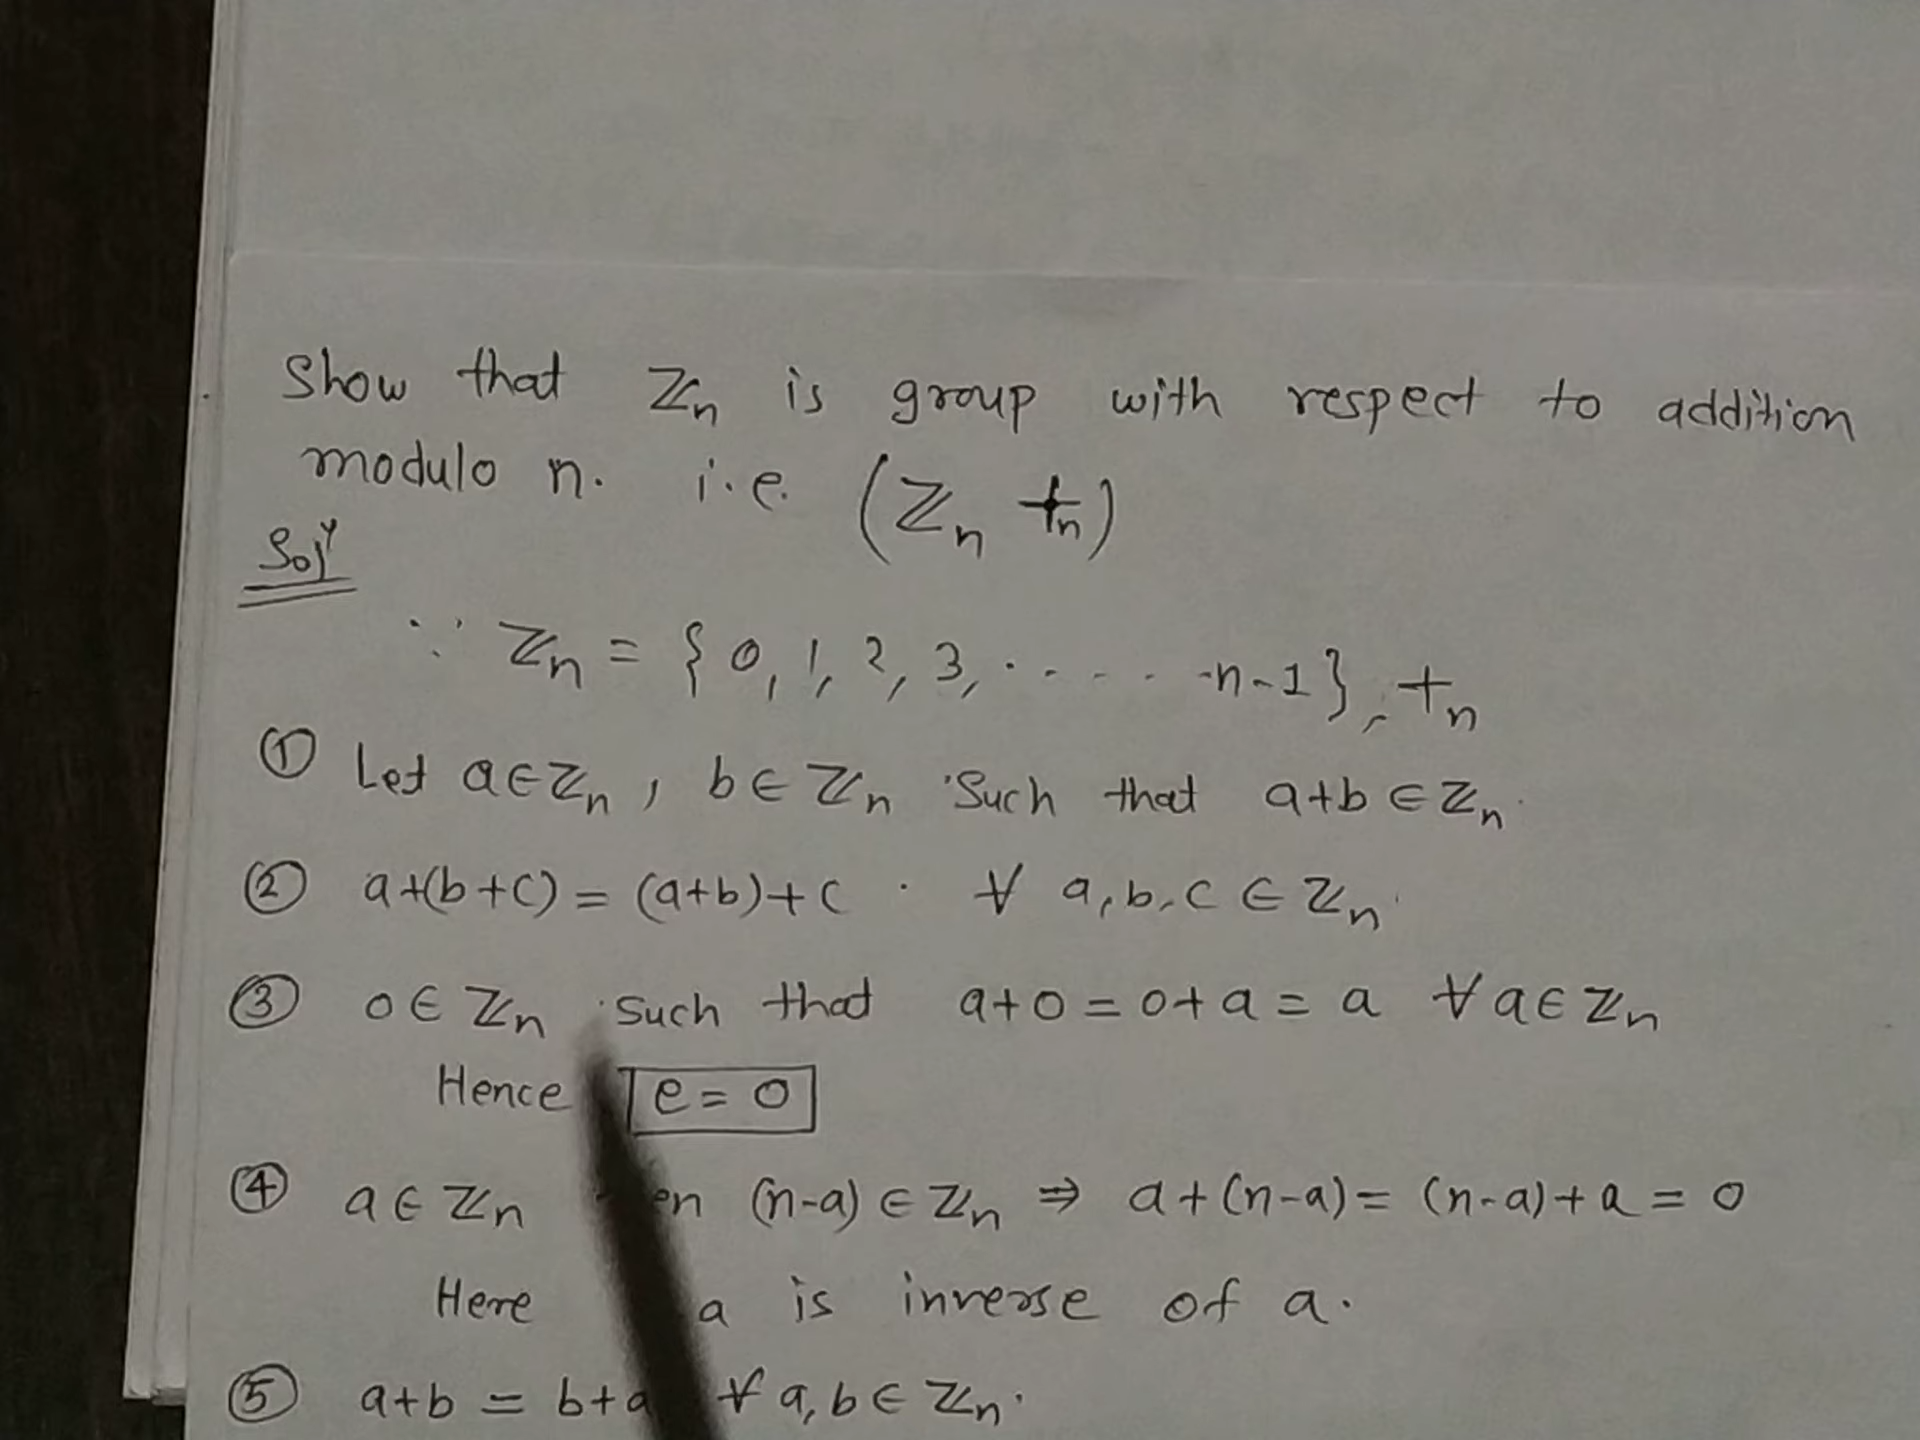 Show that Zn is group with respect to addition
modulo n. i.e. (Zn +n)
Solⁿ
∵ Zn = {0, 1, 2, 3, ..... -n-1}, +n
① Let a∈Zn, b∈Zn Such that a+b∈Zn.
② a+(b+c) = (a+b)+c . ∀ a,b,c ∈ Zn.
③ 0∈Zn such that a+0=0+a=a ∀a∈Zn
Hence e=0
④ a∈Zn (n-a)∈Zn ⇒ a+(n-a)=(n-a)+a=0
Here a is inverse of a.
⑤ a+b = b+a ∀ a,b∈Zn.